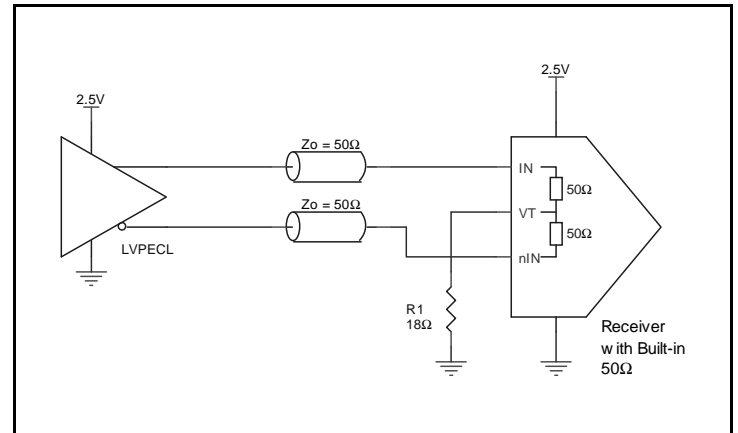 2.5V
2.5V
Zo = 50Ω
IN
50Ω
Zo = 50Ω
VT
50Ω
nIN
LVPECL
R1
18Ω
Receiver
with Built-in
50Ω